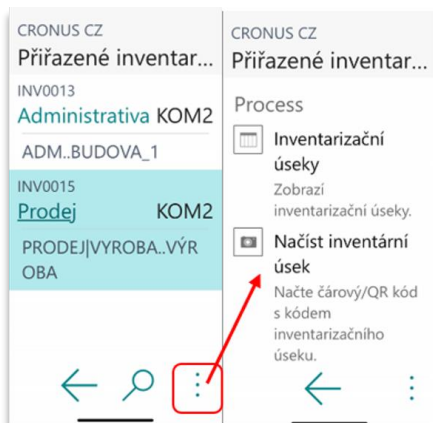 CRONUS CZ
Přiřazené inventar...
INV0013
Administrativa KOM2
ADM..BUDOVA_1
INV0015
Prodej KOM2
PRODEJ|VYROBA..VÝR
OBA
CRONUS CZ
Přiřazené inventar...
Process
Inventarizační
úseky
Zobrazí
inventarizační úseky.
Načíst inventární
úsek
Načte čárový/QR kód
s kódem
inventarizačního
úseku.